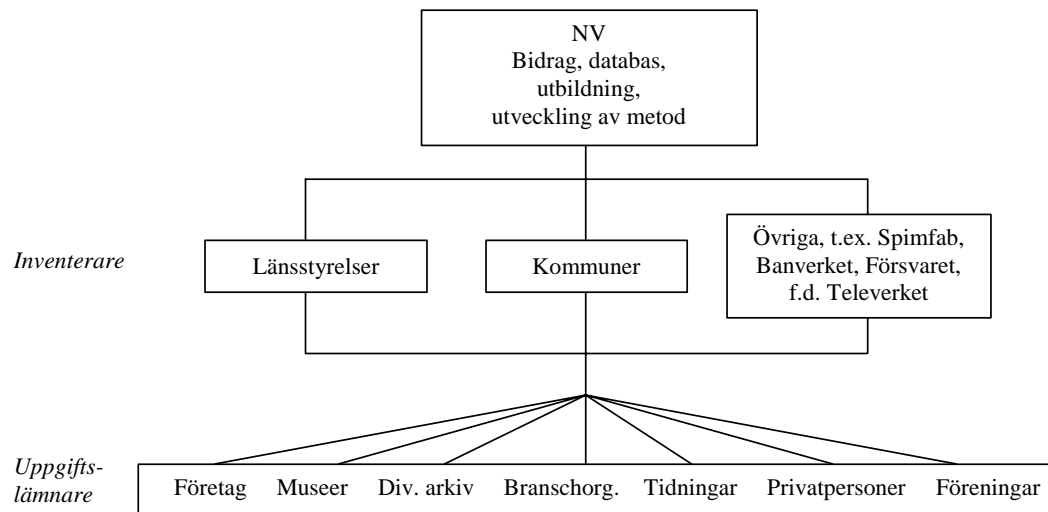 NV
Bidrag, databas,
utbildning,
utveckling av metod
Inventerare
Länsstyrelser
Kommuner
Övriga, t.ex. Spimfab,
Banverket, Försvaret,
f.d. Televerket
Uppgifts-
lämnare
Företag Museer Div. arkiv Branschorg. Tidningar Privatpersoner Föreningar